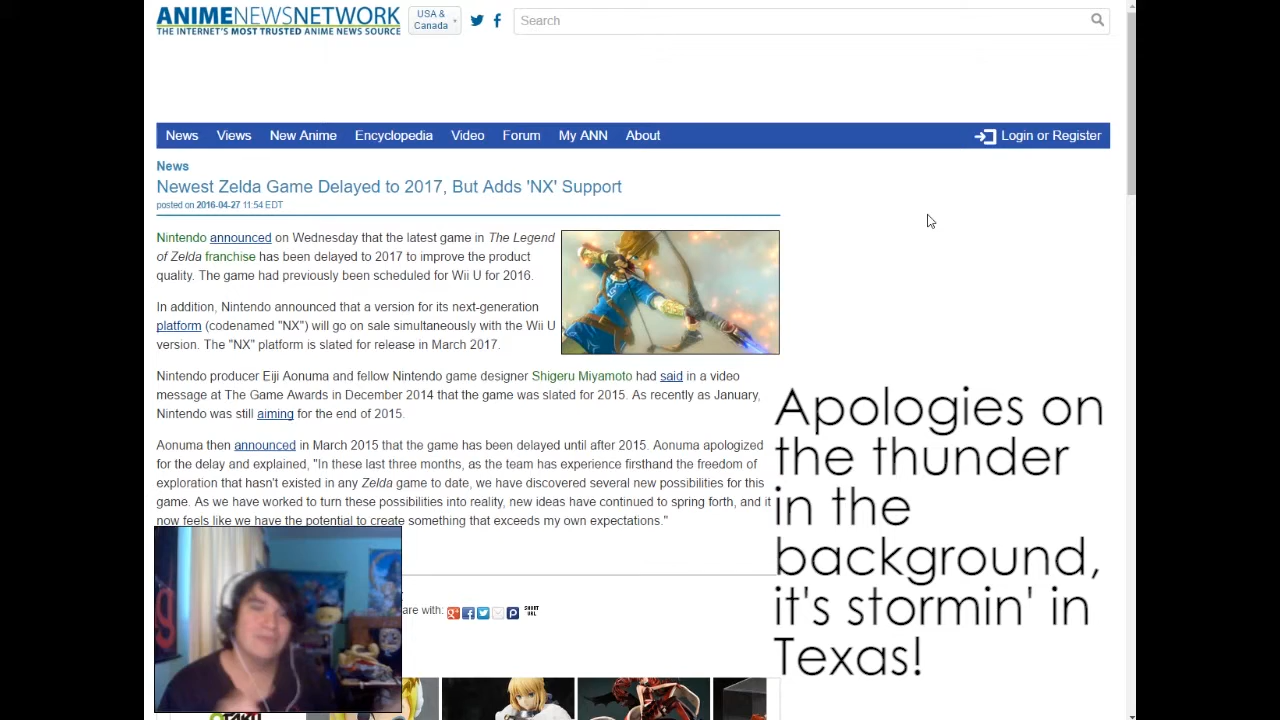 ANIMENEWSNETWORK
THE INTERNET'S MOST TRUSTED ANIME NEWS SOURCE
USA &
Canada
Search
News Views New Anime Encyclopedia Video Forum My ANN About Login or Register
News
Newest Zelda Game Delayed to 2017, But Adds 'NX' Support
posted on 2016-04-27 11:54 EDT
Nintendo announced on Wednesday that the latest game in The Legend
of Zelda franchise has been delayed to 2017 to improve the product
quality. The game had previously been scheduled for Wii U for 2016.
In addition, Nintendo announced that a version for its next-generation
platform (codenamed "NX") will go on sale simultaneously with the Wii U
version. The "NX" platform is slated for release in March 2017.
Nintendo producer Eiji Aonuma and fellow Nintendo game designer Shigeru Miyamoto had said in a video
message at The Game Awards in December 2014 that the game was slated for 2015. As recently as January,
Nintendo was still aiming for the end of 2015.
Aonuma then announced in March 2015 that the game has been delayed until after 2015. Aonuma apologized
for the delay and explained, "In these last three months, as the team has experience firsthand the freedom of
exploration that hasn't existed in any Zelda game to date, we have discovered several new possibilities for this
game. As we have worked to turn these possibilities into reality, new ideas have continued to spring forth, and it
now feels like we have the potential to create something that exceeds my own expectations."
are with:
SHORT
URL
Apologies on
the thunder
in the
background,
it's stormin' in
Texas!